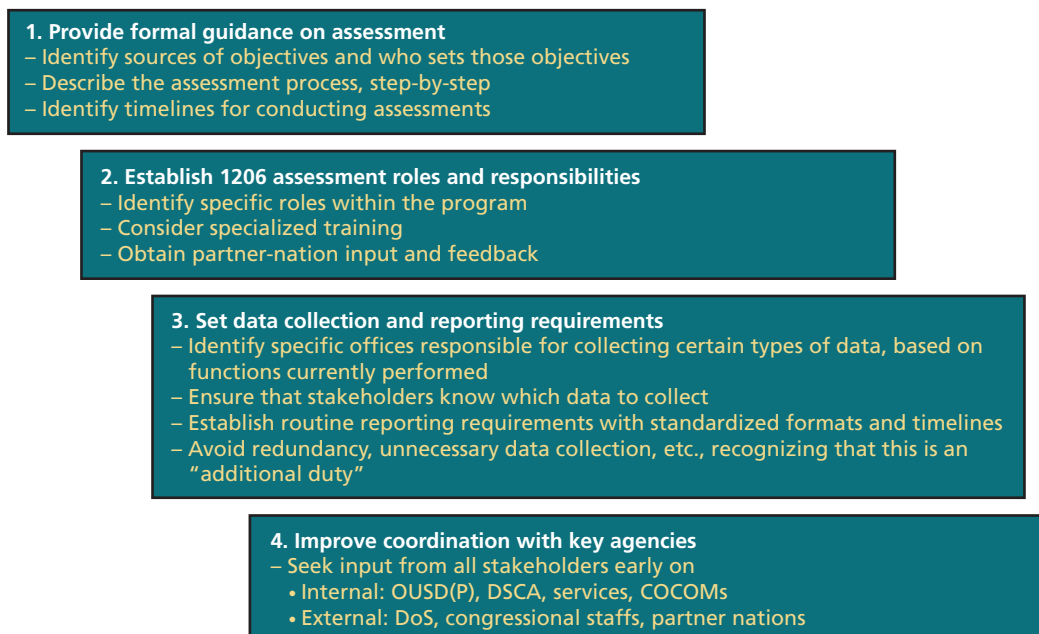 1. Provide formal guidance on assessment
– Identify sources of objectives and who sets those objectives
– Describe the assessment process, step-by-step
– Identify timelines for conducting assessments
2. Establish 1206 assessment roles and responsibilities
– Identify specific roles within the program
– Consider specialized training
– Obtain partner-nation input and feedback
3. Set data collection and reporting requirements
– Identify specific offices responsible for collecting certain types of data, based on
functions currently performed
– Ensure that stakeholders know which data to collect
– Establish routine reporting requirements with standardized formats and timelines
– Avoid redundancy, unnecessary data collection, etc., recognizing that this is an
“additional duty”
4. Improve coordination with key agencies
– Seek input from all stakeholders early on
• Internal: OUSD(P), DSCA, services, COCOMs
• External: DoS, congressional staffs, partner nations